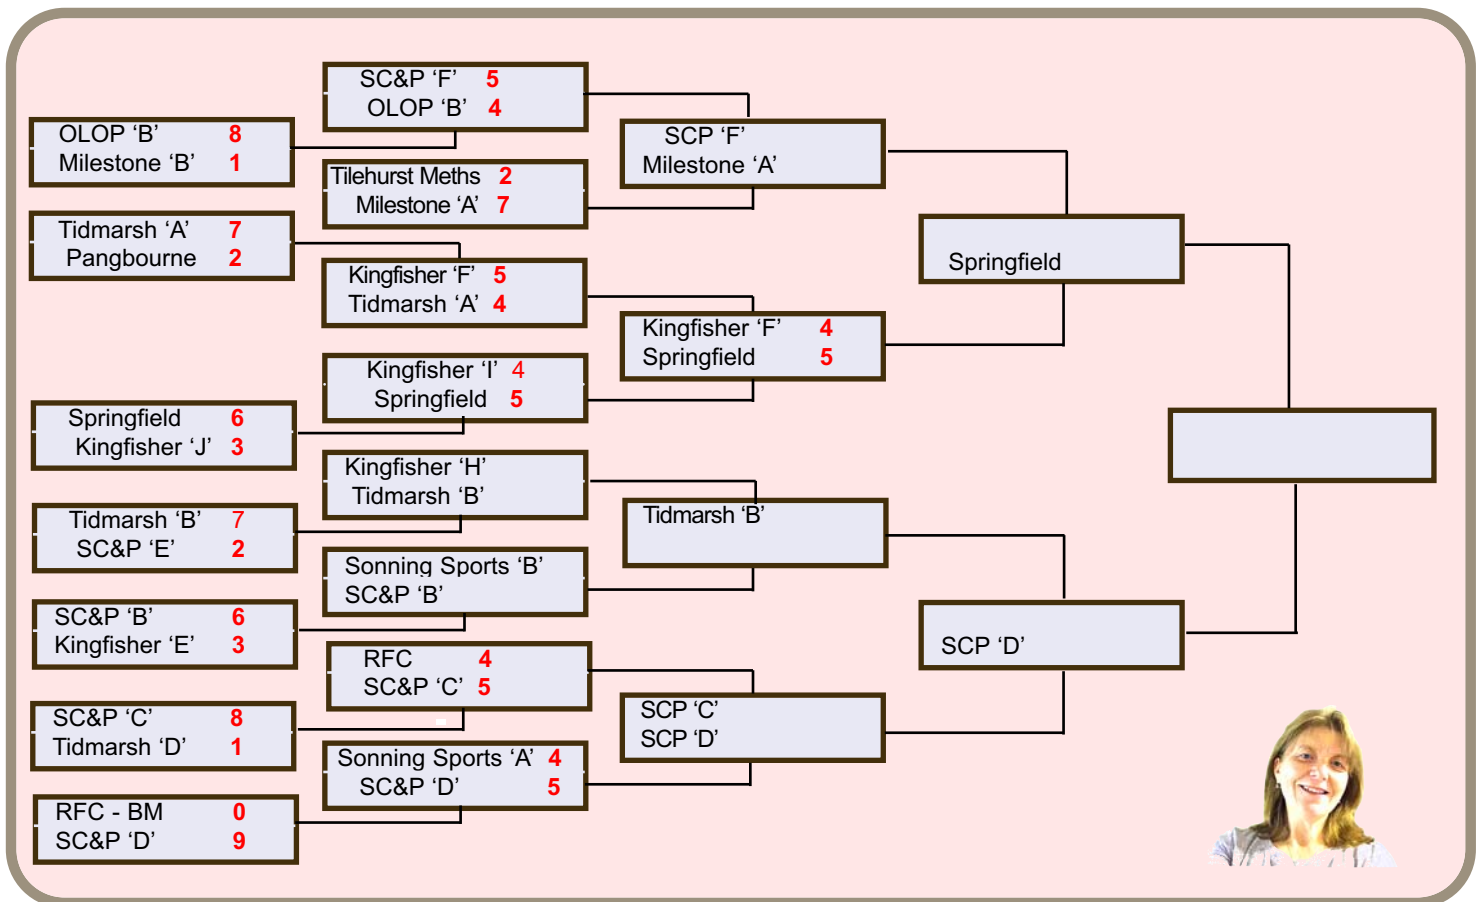 OLOP ‘B’ 8
Milestone ‘B’ 1
Tidmarsh ‘A’ 7
Pangbourne 2
Springfield 6
Kingfisher ‘J’ 3
Tidmarsh ‘B’ 7
SC&P ‘E’ 2
SC&P ‘B’ 6
Kingfisher ‘E’ 3
SC&P ‘C’ 8
Tidmarsh ‘D’ 1
RFC - BM 0
SC&P ‘D’ 9
SC&P ‘F’ 5
OLOP ‘B’ 4
Tilehurst Meths 2
Milestone ‘A’ 7
Kingfisher ‘F’ 5
Tidmarsh ‘A’ 4
Kingfisher ‘I’ 4
Springfield 5
Kingfisher ‘H’
Tidmarsh ‘B’
Sonning Sports ‘B’
SC&P ‘B’
RFC 4
SC&P ‘C’ 5
Sonning Sports ‘A’ 4
SC&P ‘D’ 5
SCP ‘F’
Milestone ‘A’
Kingfisher ‘F’ 4
Springfield 5
Tidmarsh ‘B’
SCP ‘C’
SCP ‘D’
Springfield
SCP ‘D’